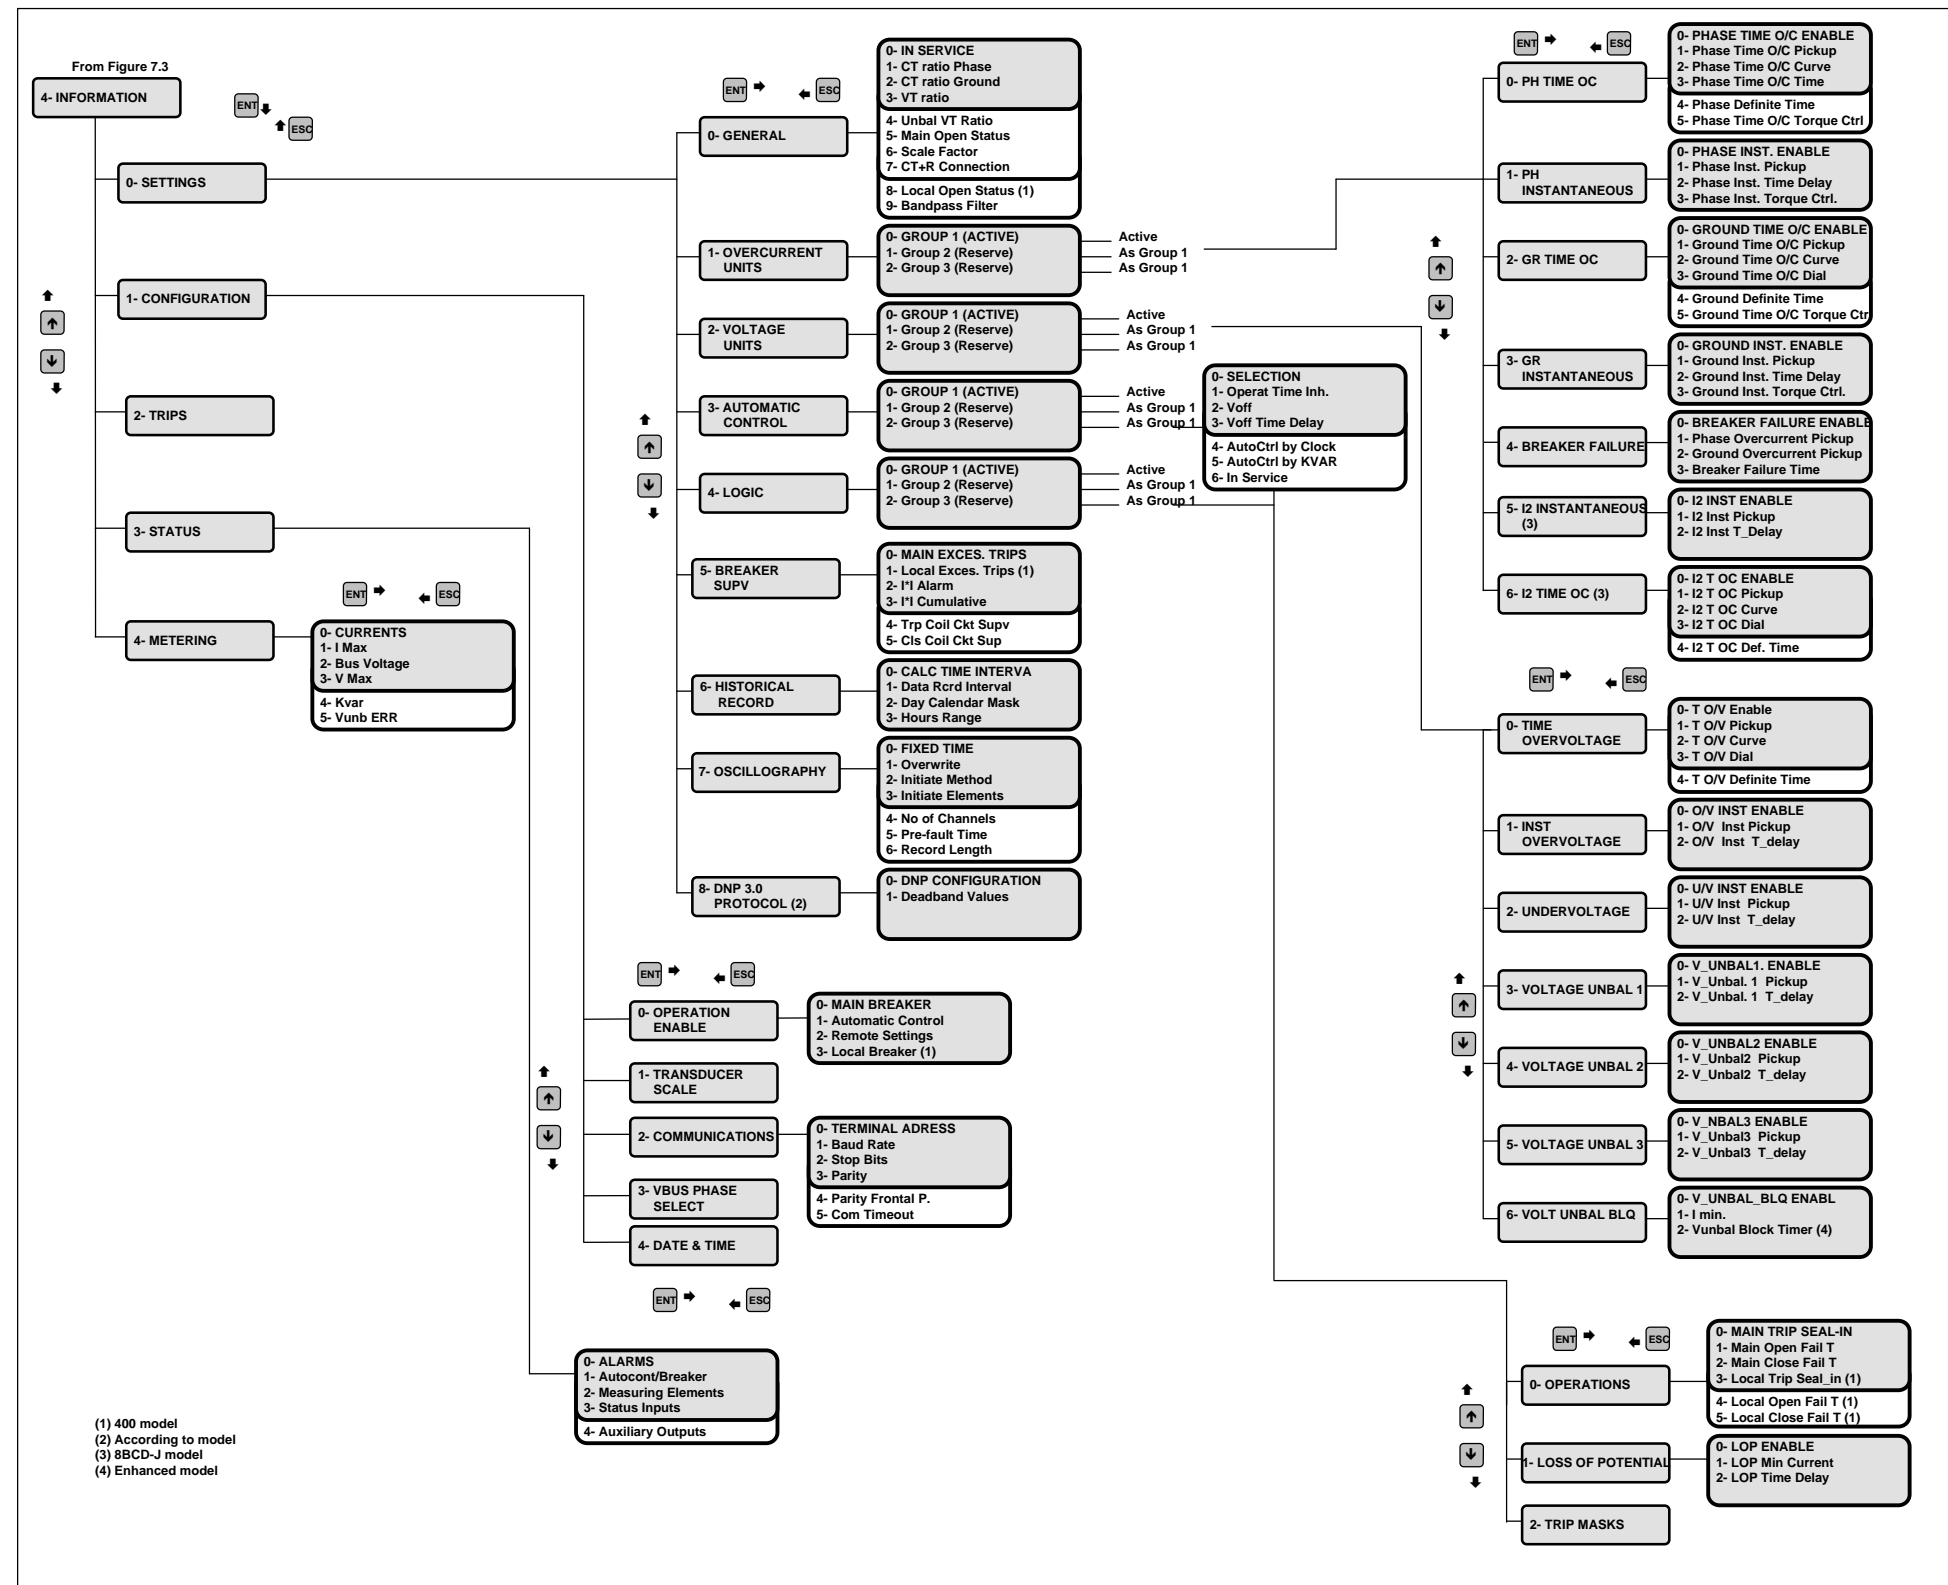 From Figure 7.3
4- INFORMATION
ENT
ESC
0- SETTINGS
1- CONFIGURATION
2- TRIPS
3- STATUS
4- METERING
ENT
ESC
0- CURRENTS
1- I Max
2- Bus Voltage
3- V Max
4- Kvar
5- Vunb ERR
(1) 400 model
(2) According to model
(3) 8BCD-J model
(4) Enhanced model
ENT
ESC
0- GENERAL
0- IN SERVICE
1- CT ratio Phase
2- CT ratio Ground
3- VT ratio
4- Unbal VT Ratio
5- Main Open Status
6- Scale Factor
7- CT+R Connection
8- Local Open Status (1)
9- Bandpass Filter
1- OVERCURRENT
UNITS
0- GROUP 1 (ACTIVE)
1- Group 2 (Reserve)
2- Group 3 (Reserve)
Active
As Group 1
As Group 1
2- VOLTAGE
UNITS
0- GROUP 1 (ACTIVE)
1- Group 2 (Reserve)
2- Group 3 (Reserve)
Active
As Group 1
As Group 1
3- AUTOMATIC
CONTROL
0- GROUP 1 (ACTIVE)
1- Group 2 (Reserve)
2- Group 3 (Reserve)
Active
As Group 1
As Group 1
0- SELECTION
1- Operat Time Inh.
2- Voff
3- Voff Time Delay
4- AutoCtrl by Clock
5- AutoCtrl by KVAR
6- In Service
4- LOGIC
0- GROUP 1 (ACTIVE)
1- Group 2 (Reserve)
2- Group 3 (Reserve)
Active
As Group 1
As Group 1
5- BREAKER
SUPV
0- MAIN EXCES. TRIPS
1- Local Exces. Trips (1)
2- I*I Alarm
3- I*I Cumulative
4- Trp Coil Ckt Supv
5- Cls Coil Ckt Sup
6- HISTORICAL
RECORD
0- CALC TIME INTERVA
1- Data Rcrd Interval
2- Day Calendar Mask
3- Hours Range
7- OSCILLOGRAPHY
0- FIXED TIME
1- Overwrite
2- Initiate Method
3- Initiate Elements
4- No of Channels
5- Pre-fault Time
6- Record Length
8- DNP 3.0
PROTOCOL (2)
0- DNP CONFIGURATION
1- Deadband Values
ENT
ESC
0- OPERATION
ENABLE
0- MAIN BREAKER
1- Automatic Control
2- Remote Settings
3- Local Breaker (1)
1- TRANSDUCER
SCALE
2- COMMUNICATIONS
0- TERMINAL ADRESS
1- Baud Rate
2- Stop Bits
3- Parity
4- Parity Frontal P.
5- Com Timeout
3- VBUS PHASE
SELECT
4- DATE & TIME
ENT
ESC
0- ALARMS
1- Autocont/Breaker
2- Measuring Elements
3- Status Inputs
4- Auxiliary Outputs
ENT
ESC
0- PH TIME OC
0- PHASE TIME O/C ENABLE
1- Phase Time O/C Pickup
2- Phase Time O/C Curve
3- Phase Time O/C Time
4- Phase Definite Time
5- Phase Time O/C Torque Ctrl
1- PH
INSTANTANEOUS
0- PHASE INST. ENABLE
1- Phase Inst. Pickup
2- Phase Inst. Time Delay
3- Phase Inst. Torque Ctrl.
2- GR TIME OC
0- GROUND TIME O/C ENABLE
1- Ground Time O/C Pickup
2- Ground Time O/C Curve
3- Ground Time O/C Dial
4- Ground Definite Time
5- Ground Time O/C Torque Ctr
3- GR
INSTANTANEOUS
0- GROUND INST. ENABLE
1- Ground Inst. Pickup
2- Ground Inst. Time Delay
3- Ground Inst. Torque Ctrl.
4- BREAKER FAILURE
0- BREAKER FAILURE ENABLE
1- Phase Overcurrent Pickup
2- Ground Overcurrent Pickup
3- Breaker Failure Time
5- I2 INSTANTANEOUS
(3)
0- I2 INST ENABLE
1- I2 Inst Pickup
2- I2 Inst T_Delay
6- I2 TIME OC (3)
0- I2 T OC ENABLE
1- I2 T OC Pickup
2- I2 T OC Curve
3- I2 T OC Dial
4- I2 T OC Def. Time
ENT
ESC
0- TIME
OVERVOLTAGE
0- T O/V Enable
1- T O/V Pickup
2- T O/V Curve
3- T O/V Dial
4- T O/V Definite Time
1- INST
OVERVOLTAGE
0- O/V INST ENABLE
1- O/V Inst Pickup
2- O/V Inst T_delay
2- UNDERVOLTAGE
0- U/V INST ENABLE
1- U/V Inst Pickup
2- U/V Inst T_delay
3- VOLTAGE UNBAL 1
0- V_UNBAL1. ENABLE
1- V_Unbal. 1 Pickup
2- V_Unbal. 1 T_delay
4- VOLTAGE UNBAL 2
0- V_UNBAL2 ENABLE
1- V_Unbal2 Pickup
2- V_Unbal2 T_delay
5- VOLTAGE UNBAL 3
0- V_NBAL3 ENABLE
1- V_Unbal3 Pickup
2- V_Unbal3 T_delay
6- VOLT UNBAL BLQ
0- V_UNBAL_BLQ ENABL
1- I min.
2- Vunbal Block Timer (4)
ENT
ESC
0- OPERATIONS
0- MAIN TRIP SEAL-IN
1- Main Open Fail T
2- Main Close Fail T
3- Local Trip Seal_in (1)
4- Local Open Fail T (1)
5- Local Close Fail T (1)
1- LOSS OF POTENTIAL
0- LOP ENABLE
1- LOP Min Current
2- LOP Time Delay
2- TRIP MASKS